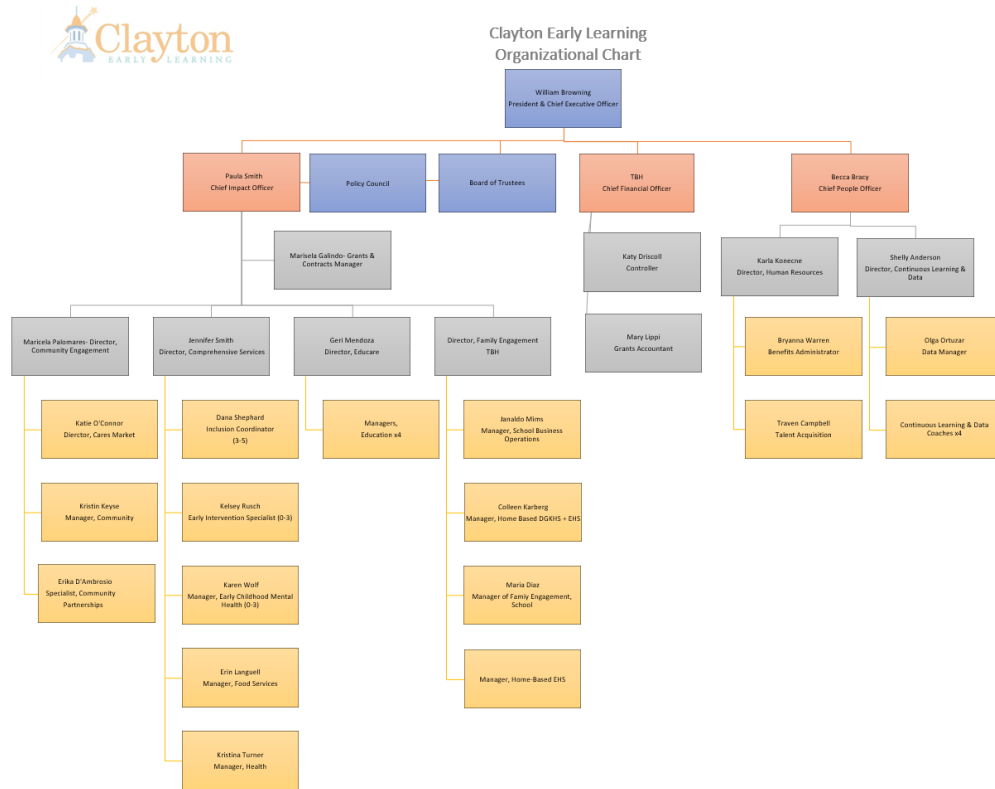 Clayton
EARLY LEARNING
Clayton Early Learning
Organizational Chart
William Browning
President & Chief Executive Officer
Paula Smith
Chief Impact Officer
Policy Council
Board of Trustees
TBH
Chief Financial Officer
Becca Bracy
Chief People Officer
Marisela Galindo- Grants &
Contracts Manager
Katy Driscoll
Controller
Karla Konecne
Director, Human Resources
Shelly Anderson
Director, Continuous Learning &
Data
Maricela Palomares- Director,
Community Engagement
Jennifer Smith
Director, Comprehensive Services
Geri Mendoza
Director, Educare
Director, Family Engagement
TBH
Mary Lippi
Grants Accountant
Bryanna Warren
Benefits Administrator
Olga Ortuzar
Data Manager
Katie O'Connor
Dierctor, Cares Market
Dana Shephard
Inclusion Coordinator
(3-5)
Managers,
Education x4
Janaldo Mims
Manager, School Business
Operations
Traven Campbell
Talent Acquisition
Continuous Learning & Data
Coaches x4
Kristin Keyse
Manager, Community
Kelsey Rusch
Early Intervention Specialist (0-3)
Colleen Karberg
Manager, Home Based DGKHS + EHS
Erika D'Ambrosio
Specialist, Community
Partnerships
Karen Wolf
Manager, Early Childhood Mental
Health (0-3)
Maria Diaz
Manager of Famiy Engagement,
School
Erin Languell
Manager, Food Services
Manager, Home-Based EHS
Kristina Turner
Manager, Health